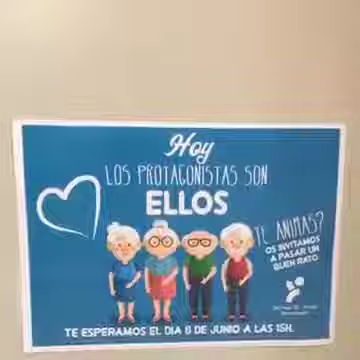 Hoy
LOS PROTAGONISTAS SON
ELLOS
TE ANIMAS?
OS INVITAMOS
A PASAR UN
BUEN RATO
TE ESPERAMOS EL DIA 6 DE JUNIO A LAS 15H.